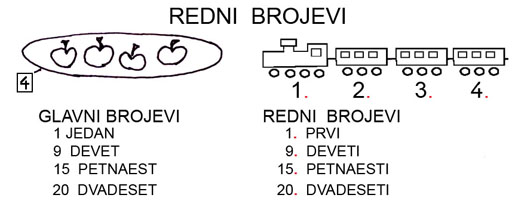 REDNI BROJEVI
4
1. 2. 3. 4.
GLAVNI BROJEVI
1 JEDAN
9 DEVET
15 PETNAEST
20 DVADESET
REDNI BROJEVI
1. PRVI
9. DEVETI
15. PETNAESTI
20. DVADESETI